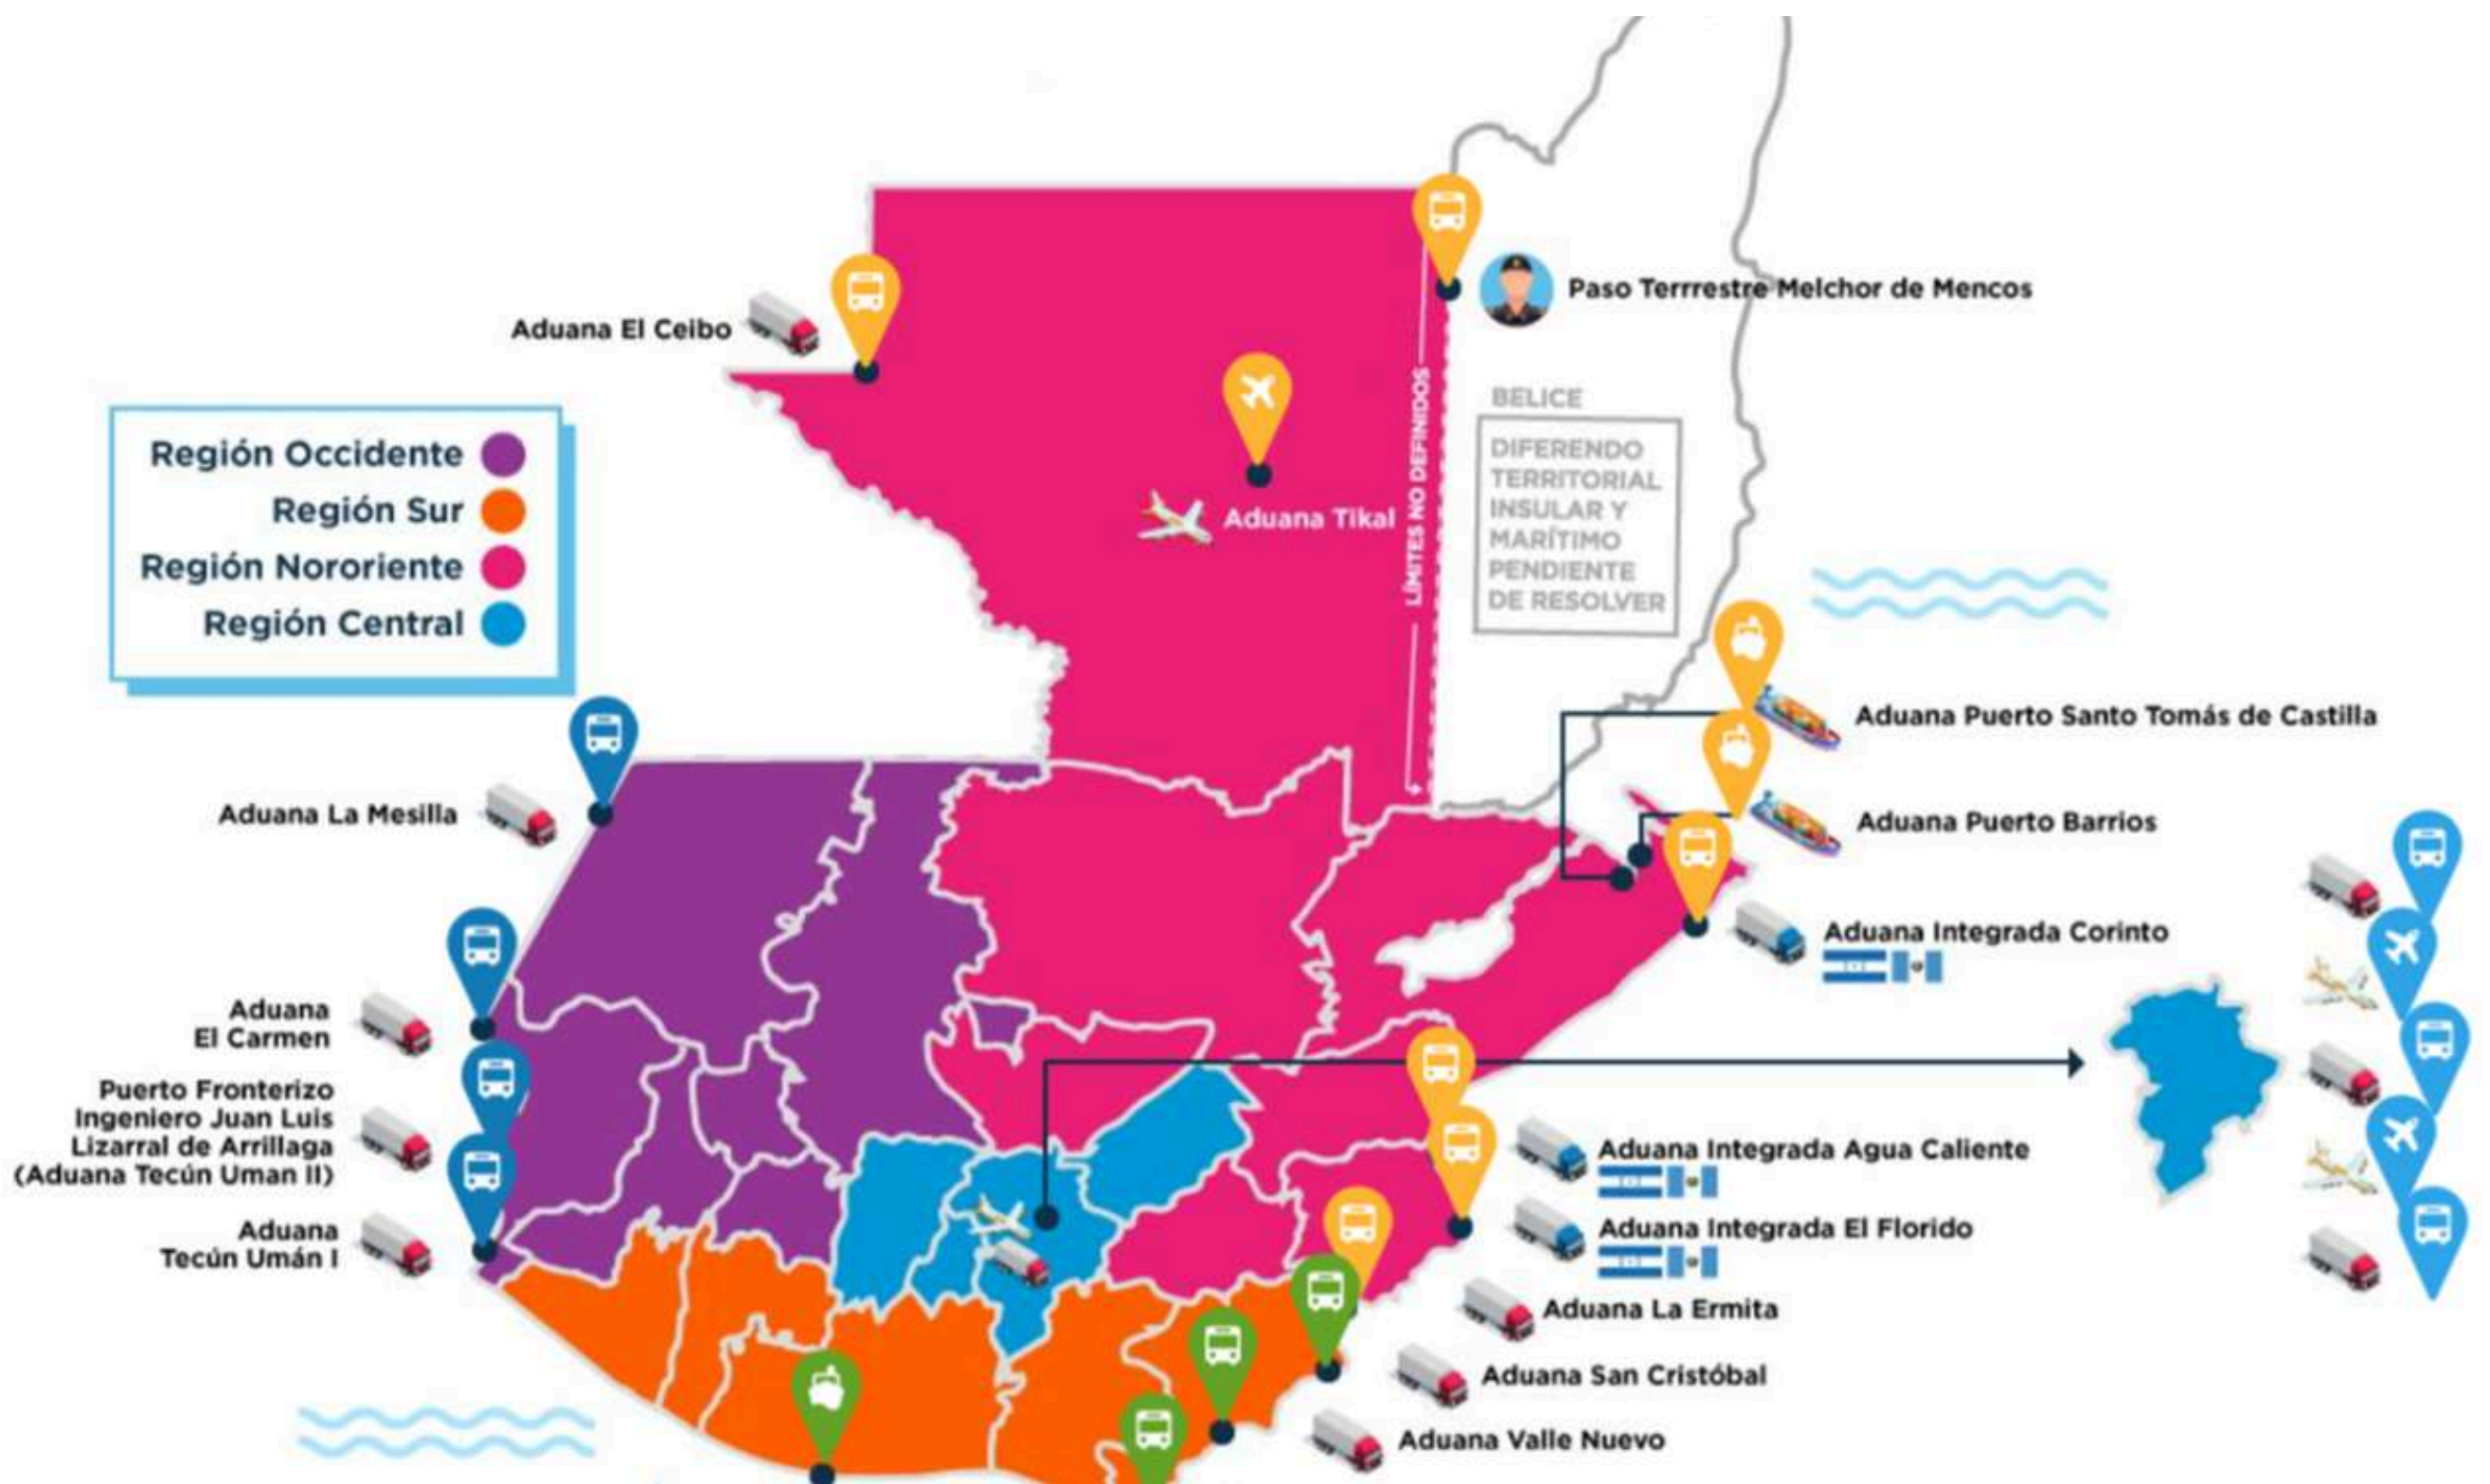 Paso Terrrestre Melchor de Mencos
Aduana El Ceibo
LÍMITES NO DEFINIDOS
BELICE
DIFERENDO
TERRITORIAL
INSULAR Y
MARÍTIMO
PENDIENTE
DE RESOLVER
Región Occidente
Región Sur
Región Nororiente
Región Central
Aduana Tikal
Aduana Puerto Santo Tomás de Castilla
Aduana La Mesilla
Aduana Puerto Barrios
Aduana Integrada Corinto
Aduana
El Carmen
Puerto Fronterizo
Ingeniero Juan Luis
Lizarral de Arrillaga
(Aduana Tecún Uman II)
Aduana
Tecún Umán I
Aduana Integrada Agua Caliente
Aduana Integrada El Florido
Aduana La Ermita
Aduana San Cristóbal
Aduana Valle Nuevo